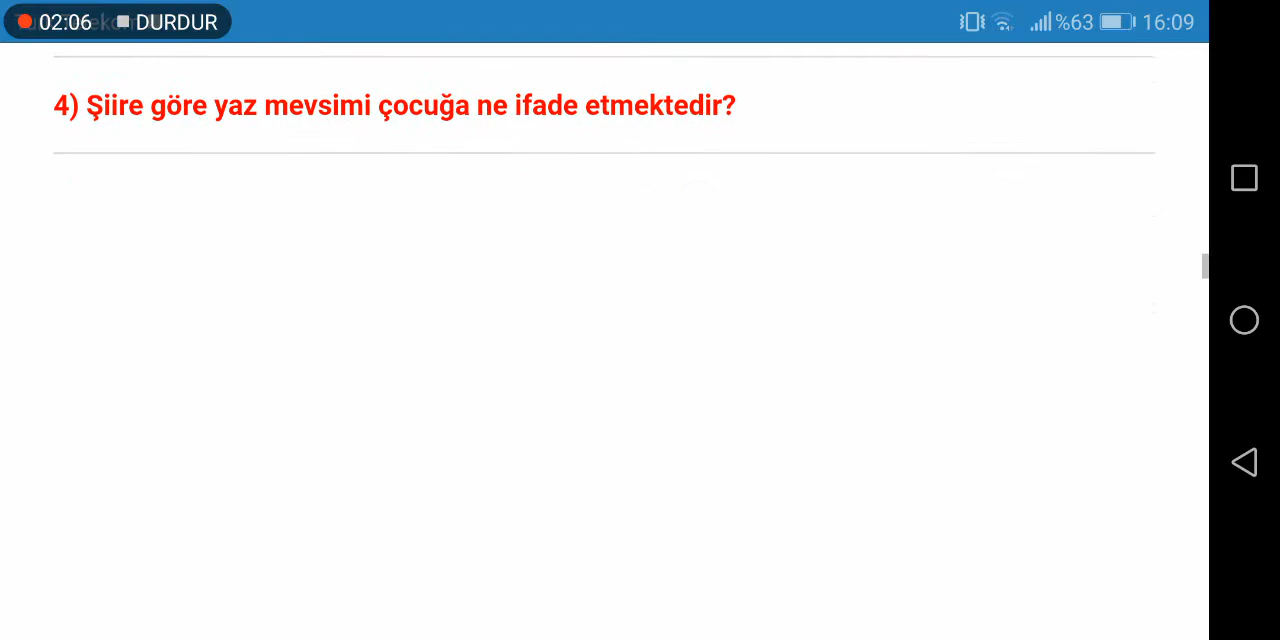 02:06 DURDUR %63 16:09
4) Şiire göre yaz mevsimi çocuğa ne ifade etmektedir?